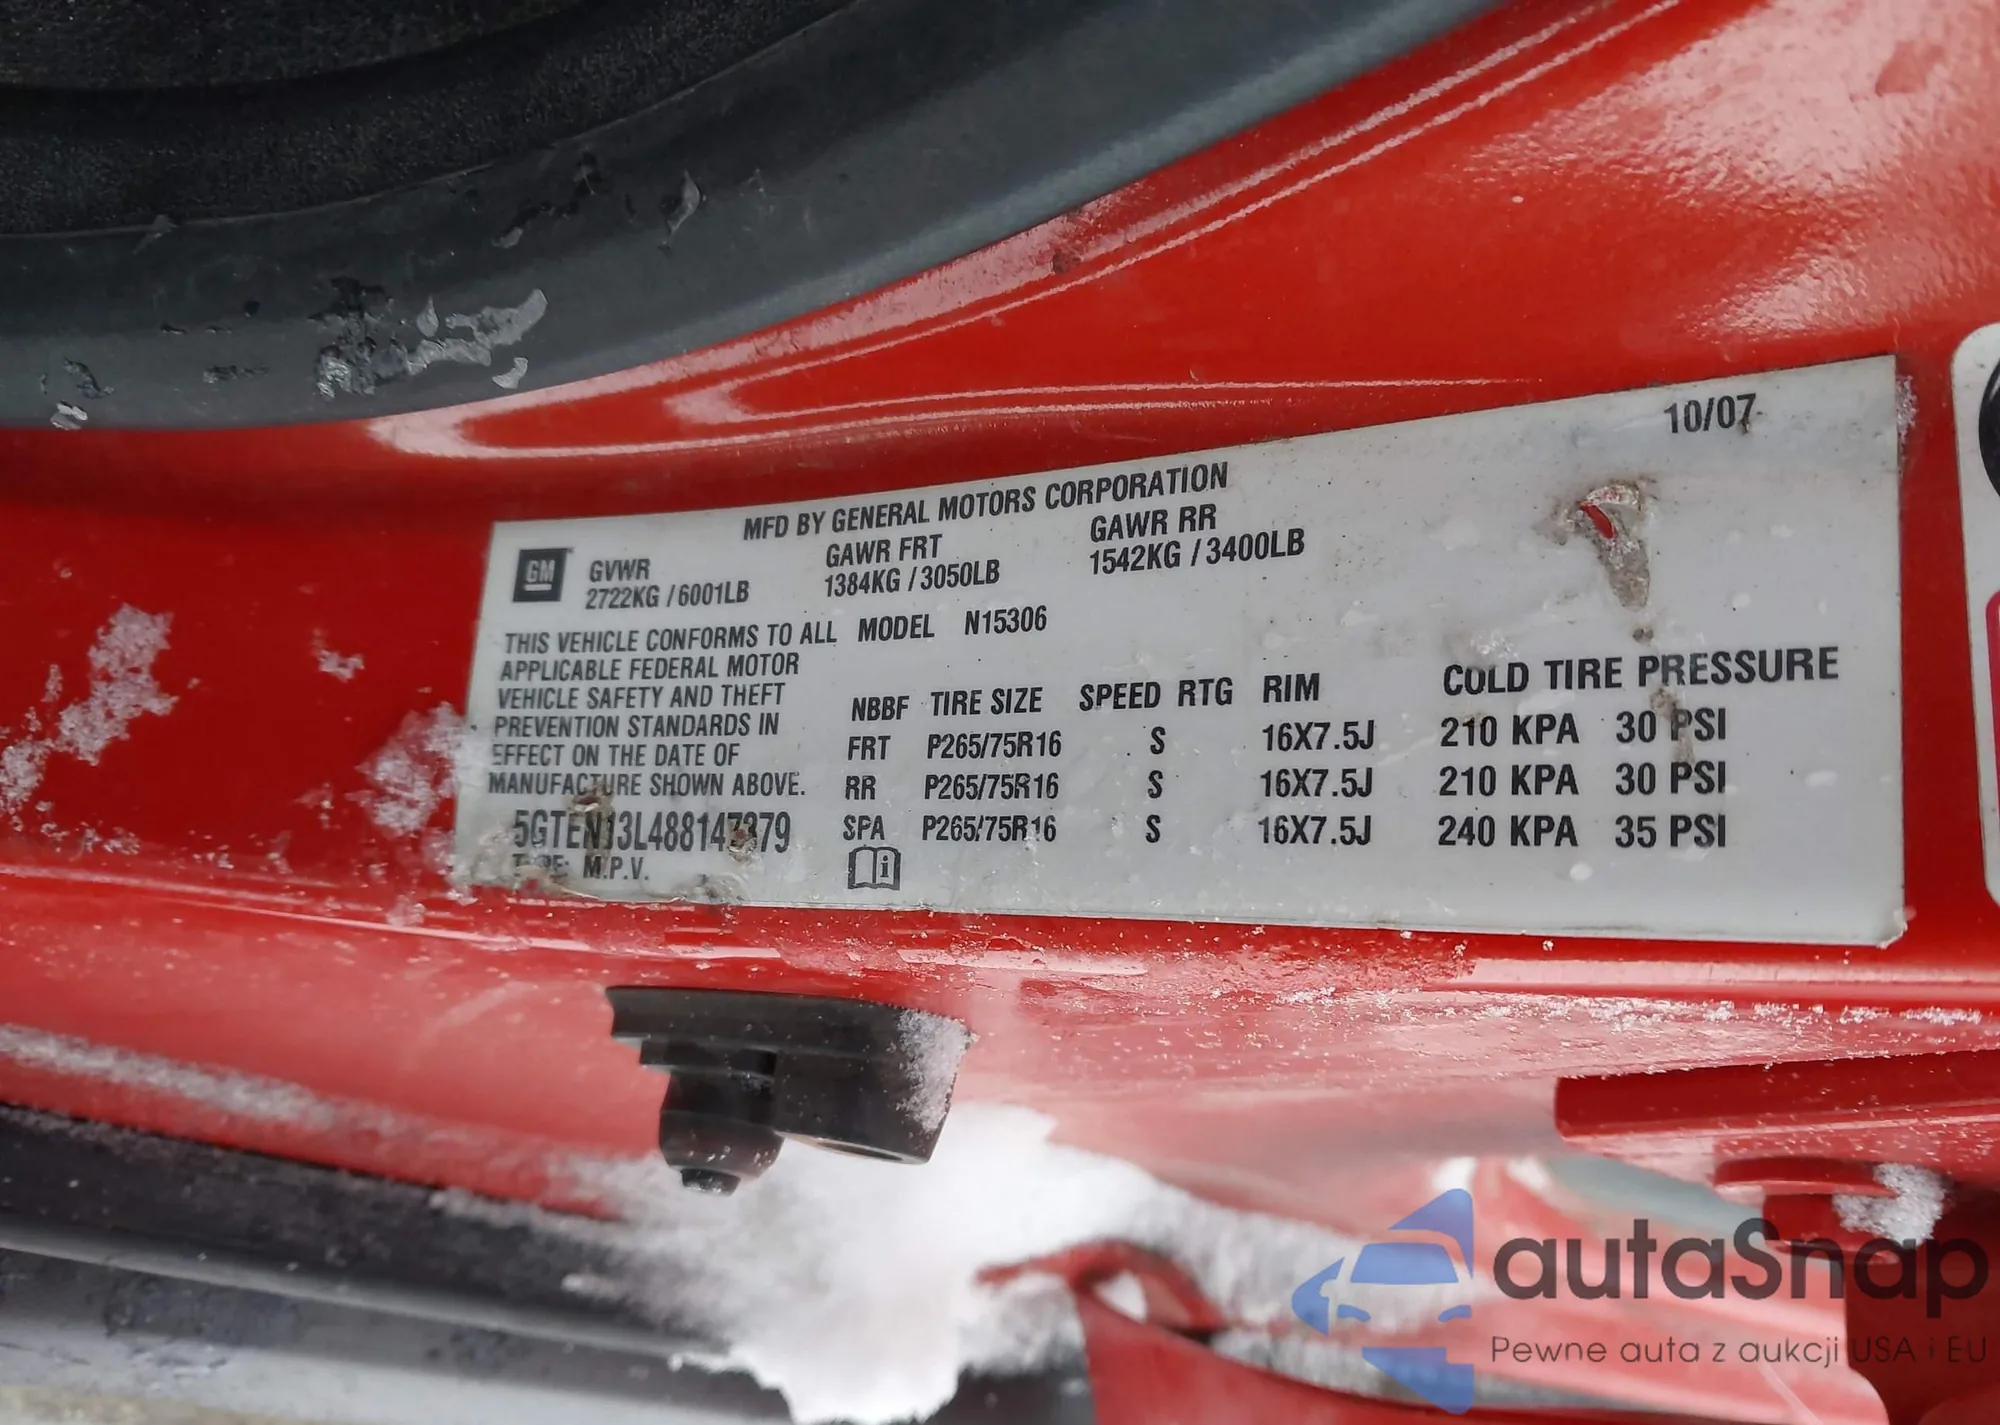 10/07
MFD BY GENERAL MOTORS CORPORATION
GM GVWR GAWR FRT GAWR RR
2722KG / 6001LB 1384KG / 3050LB 1542KG / 3400LB
THIS VEHICLE CONFORMS TO ALL MODEL N15306
APPLICABLE FEDERAL MOTOR
VEHICLE SAFETY AND THEFT
PREVENTION STANDARDS IN
EFFECT ON THE DATE OF
MANUFACTURE SHOWN ABOVE.
5GTEN13L488147379
TYPE: M.P.V.
NBBF TIRE SIZE SPEED RTG RIM COLD TIRE PRESSURE
FRT P265/75R16 S 16X7.5J 210 KPA 30 PSI
RR P265/75R16 S 16X7.5J 210 KPA 30 PSI
SPA P265/75R16 S 16X7.5J 240 KPA 35 PSI
i
autaSnap
Pewne auta z aukcji USA i EU